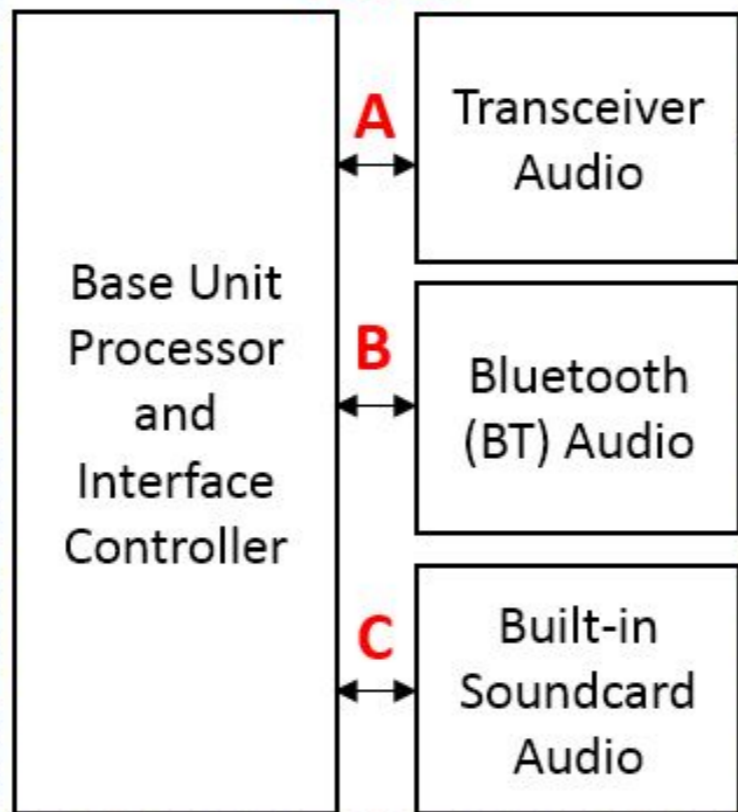 Base Unit
Processor
and
Interface
Controller
A
Transceiver
Audio
B
Bluetooth
(BT) Audio
C
Built-in
Soundcard
Audio